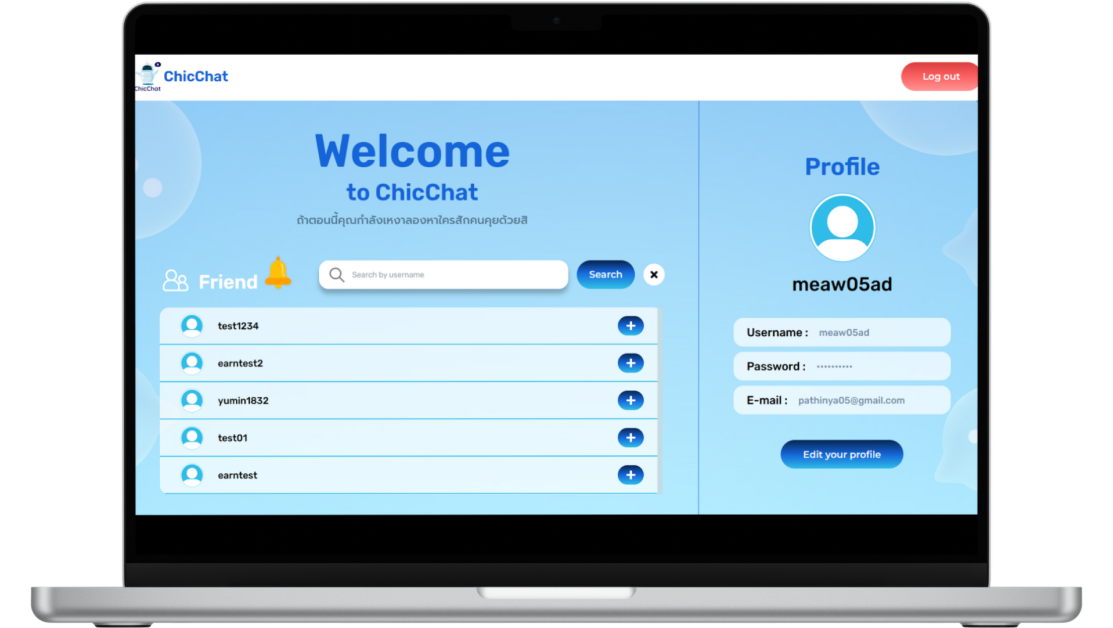 ChicChat
ChicChat
Log out
Welcome
to ChicChat
ถ้าตอนนี้คุณกำลังเหงาลองหาใครสักคนคุยด้วยสิ
Friend
Search by username
Search
test1234
earntest2
yumin1832
test01
earntest
Profile
meaw05ad
Username : meaw05ad
Password : ••••••••••
E-mail : pathinya05@gmail.com
Edit your profile